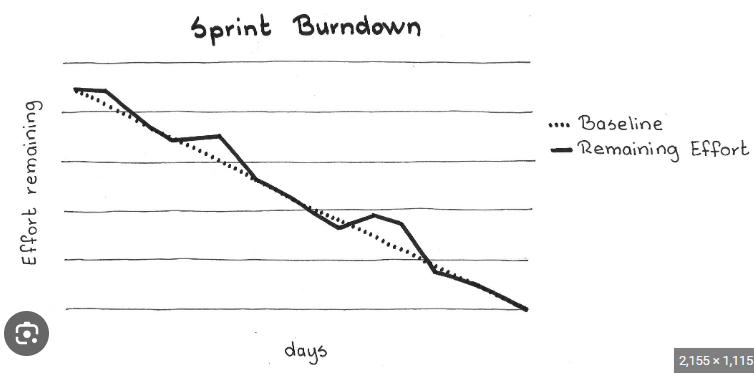 Sprint Burndown
Effort remaining
Baseline
Remaining Effort
days
2,155 × 1,115